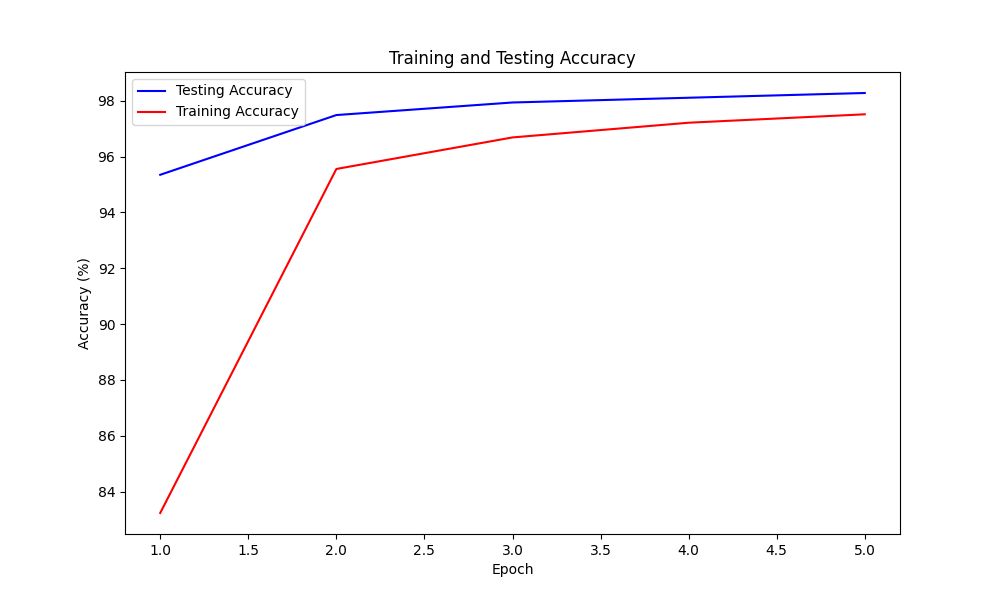 Training and Testing Accuracy
Testing Accuracy
Training Accuracy
Accuracy (%)
98
96
94
92
90
88
86
84
1.0 1.5 2.0 2.5 3.0 3.5 4.0 4.5 5.0
Epoch